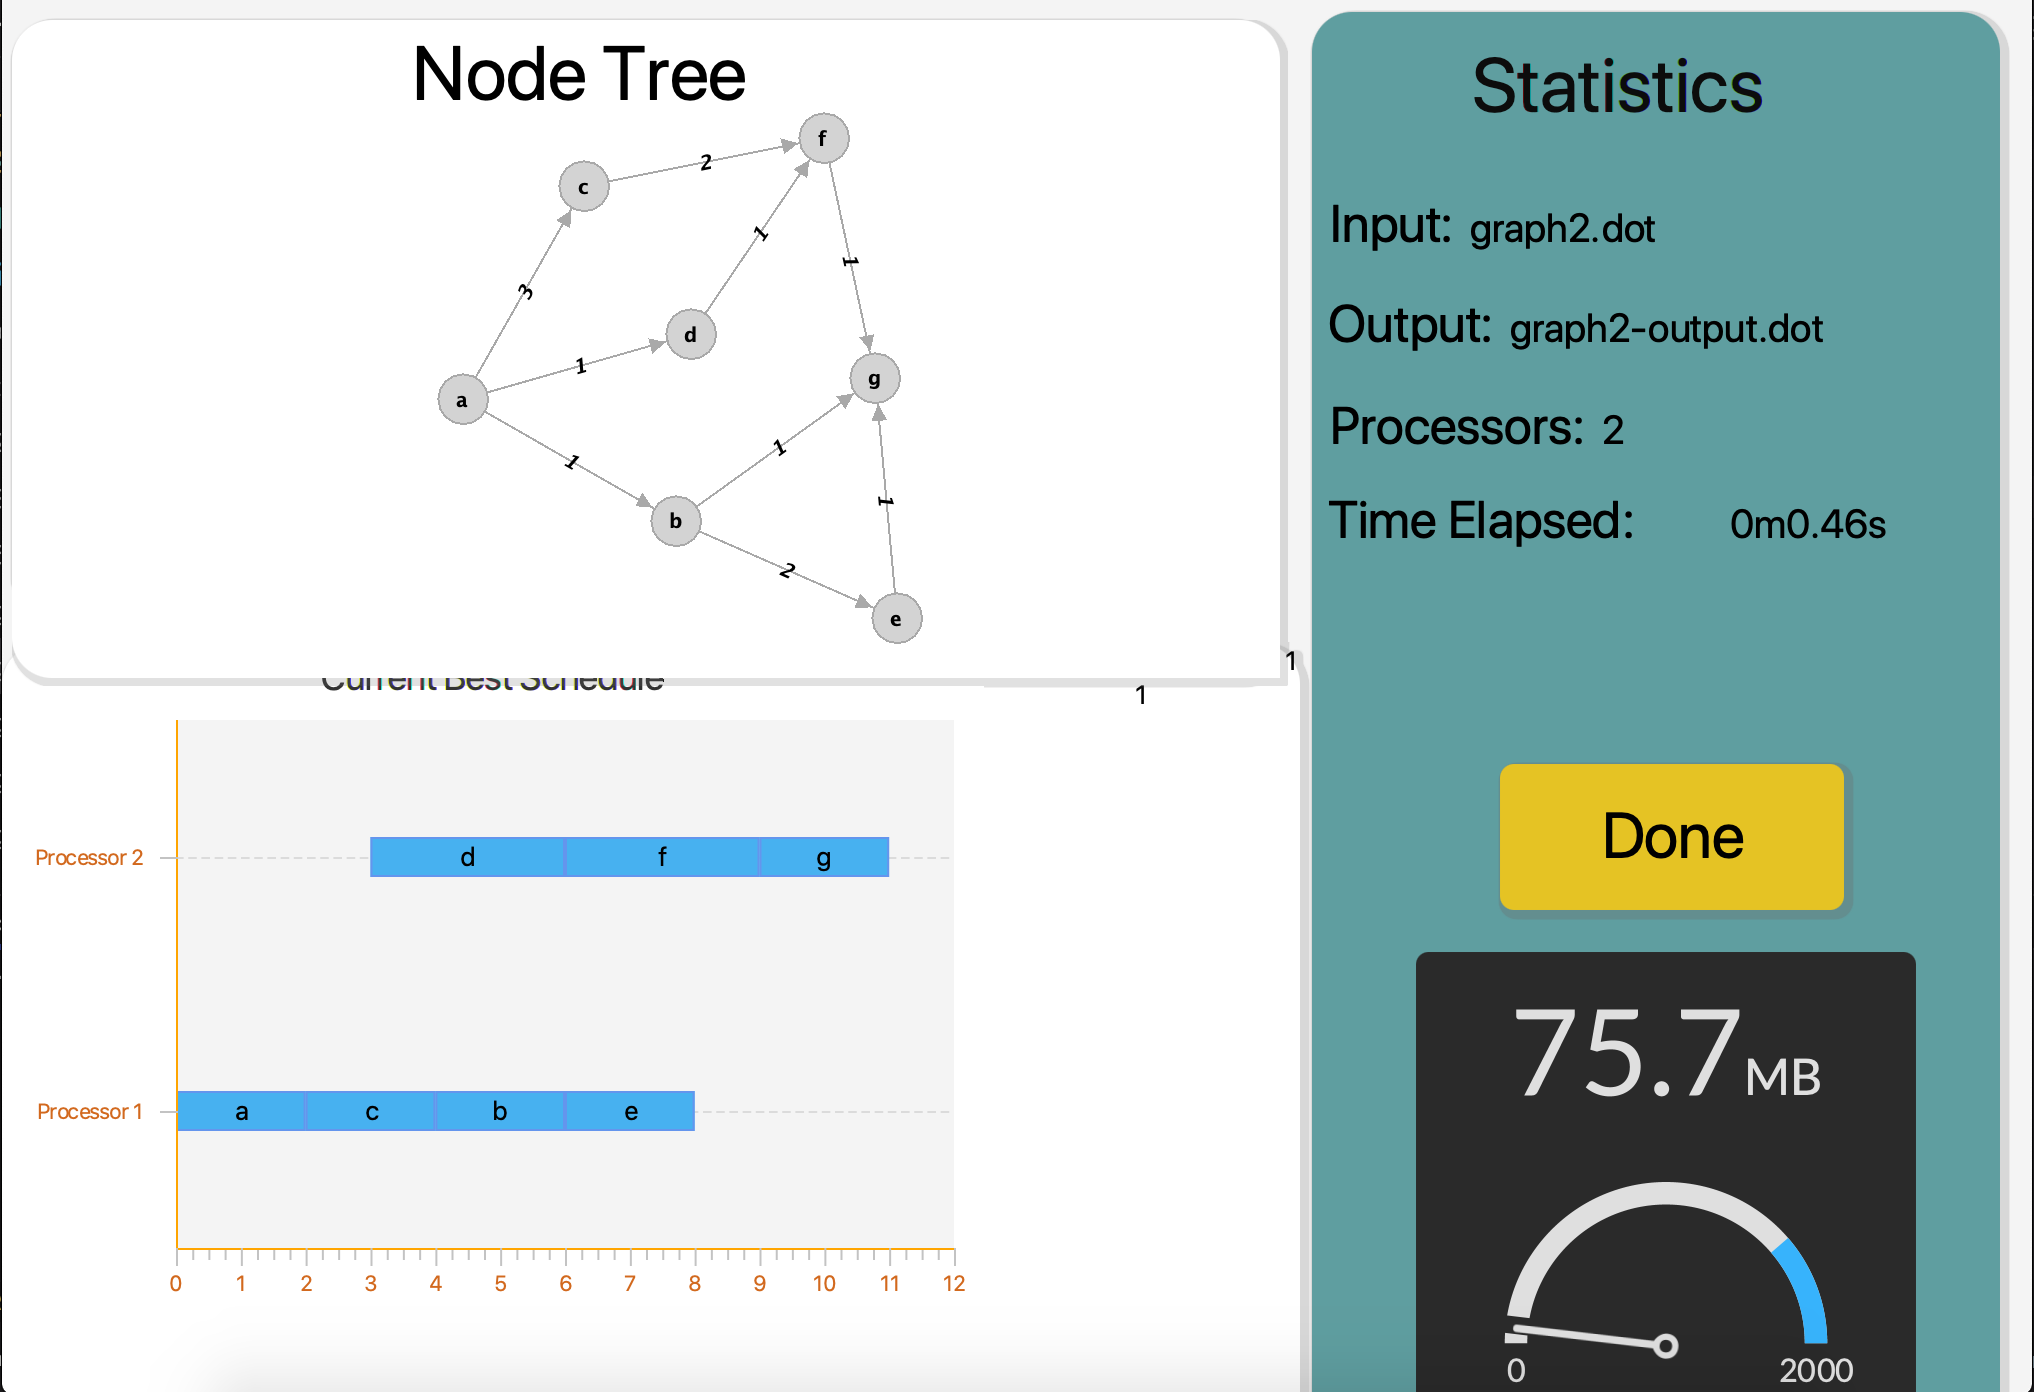 Node Tree
f
2
c
1
3
1
d
1
g
a
1
1
1
b
2
e
1
Current Best Schedule
1
Processor 2
d f g
Processor 1
a c b e
0 1 2 3 4 5 6 7 8 9 10 11 12
Statistics
Input: graph2.dot
Output: graph2-output.dot
Processors: 2
Time Elapsed: 0m0.46s
Done
75.7 MB
0 2000